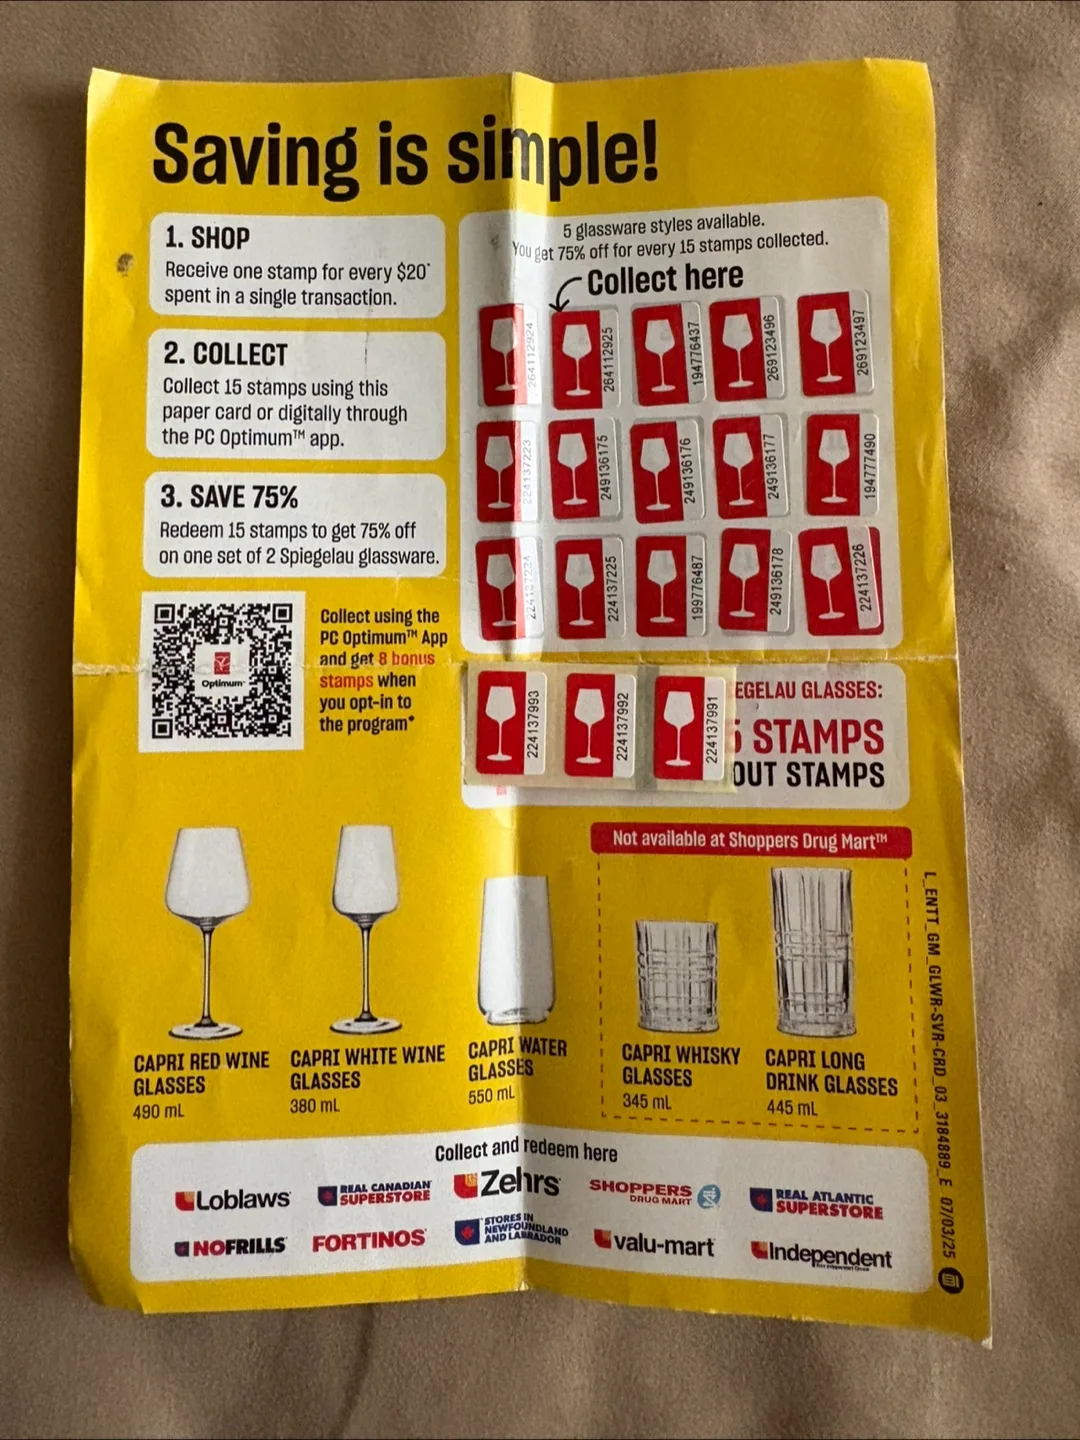 Saving is simple!
1. SHOP
Receive one stamp for every $20*
spent in a single transaction.
2. COLLECT
Collect 15 stamps using this
paper card or digitally through
the PC Optimum™ app.
3. SAVE 75%
Redeem 15 stamps to get 75% off
on one set of 2 Spiegelau glassware.
Optimum™
Collect using the
PC Optimum™ App
and get 8 bonus
stamps when
you opt-in to
the program*
5 glassware styles available.
You get 75% off for every 15 stamps collected.
Collect here
264112924
264112925
194776437
269123496
269123497
224137223
249136175
249136176
249136177
194777490
224137224
224137225
199776487
249136178
224137226
224137993
224137992
224137991
EGELAU GLASSES:
5 STAMPS
OUT STAMPS
Not available at Shoppers Drug Mart™
CAPRI RED WINE
GLASSES
490 mL
CAPRI WHITE WINE
GLASSES
380 mL
CAPRI WATER
GLASSES
550 mL
CAPRI WHISKY
GLASSES
345 mL
CAPRI LONG
DRINK GLASSES
445 mL
L_ENTT_GM_GLWR-SVR-CRD_03_3184889_E 07/03/25
Collect and redeem here
Loblaws
REAL CANADIAN
SUPERSTORE
Zehrs
SHOPPERS
DRUG MART
REAL ATLANTIC
SUPERSTORE
NOFRILLS
FORTINOS
STORES IN
NEWFOUNDLAND
AND LABRADOR
valu-mart
Independent